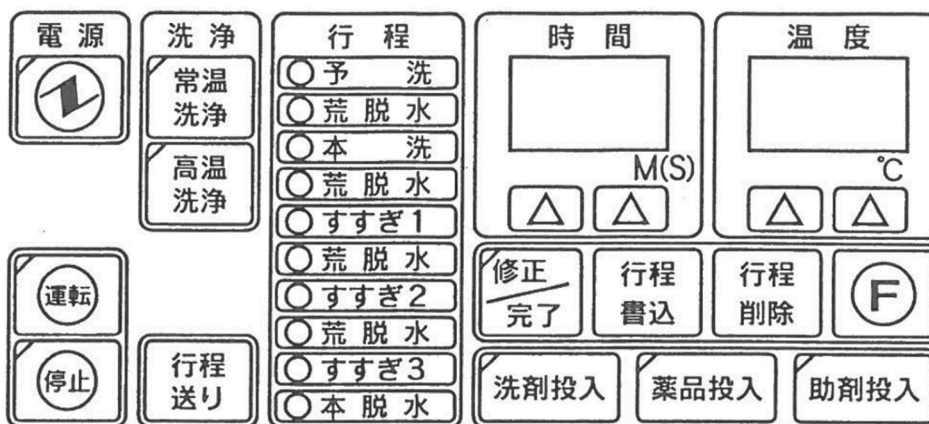 電源
洗浄
行程
時間
温度
常温
洗浄
高温
洗浄
運転
停止
行程
送り
予洗
荒脱水
本洗
荒脱水
すすぎ1
荒脱水
すすぎ2
荒脱水
すすぎ3
本脱水
M(S)
℃
修正
完了
行程
書込
行程
削除
F
洗剤投入
薬品投入
助剤投入